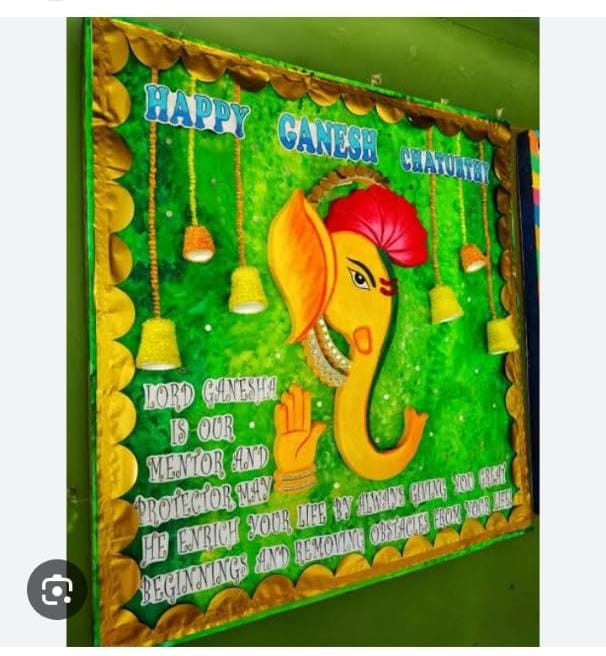 HAPPY GANESH CHATURTHI
LORD GANESHA
IS OUR
MENTOR AND
PROTECTOR MAY
HE ENRICH YOUR LIFE BY ALWAYS GIVING YOU GREAT
BEGINNINGS AND REMOVING OBSTACLES FROM YOUR LIFE